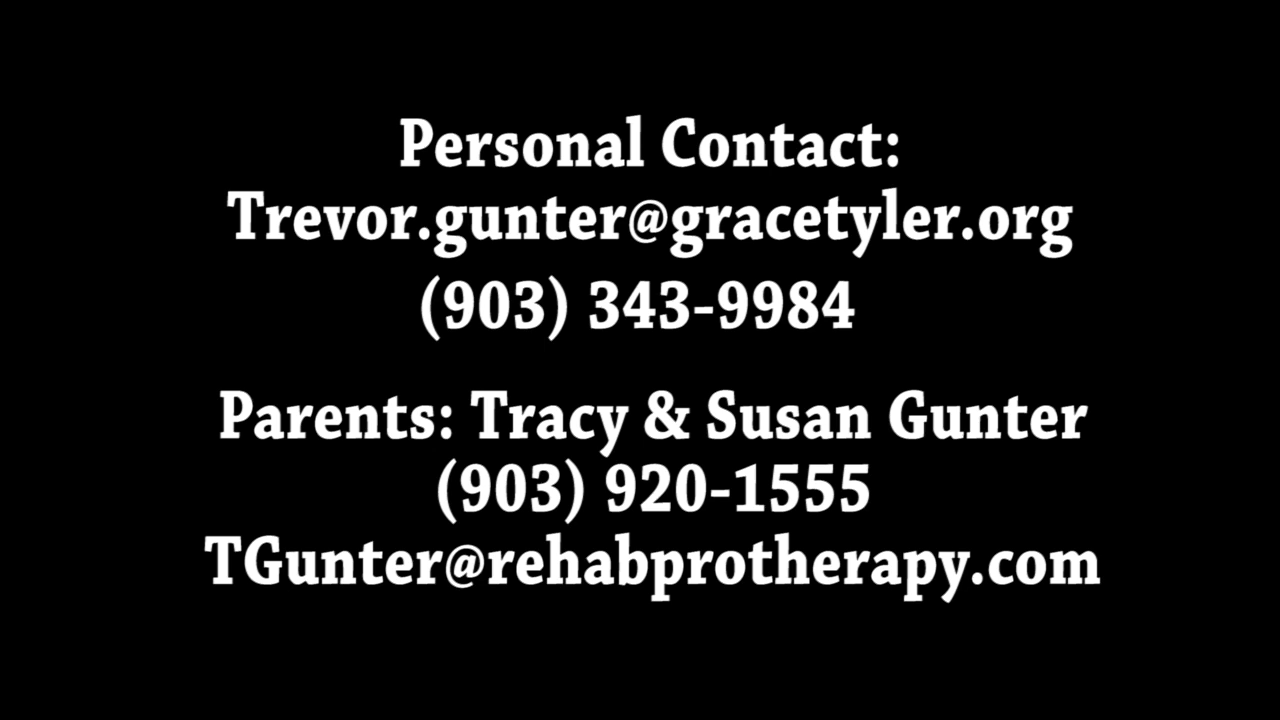 Personal Contact:
Trevor.gunter@gracetyler.org
(903) 343-9984
Parents: Tracy & Susan Gunter
(903) 920-1555
TGunter@rehabprotherapy.com